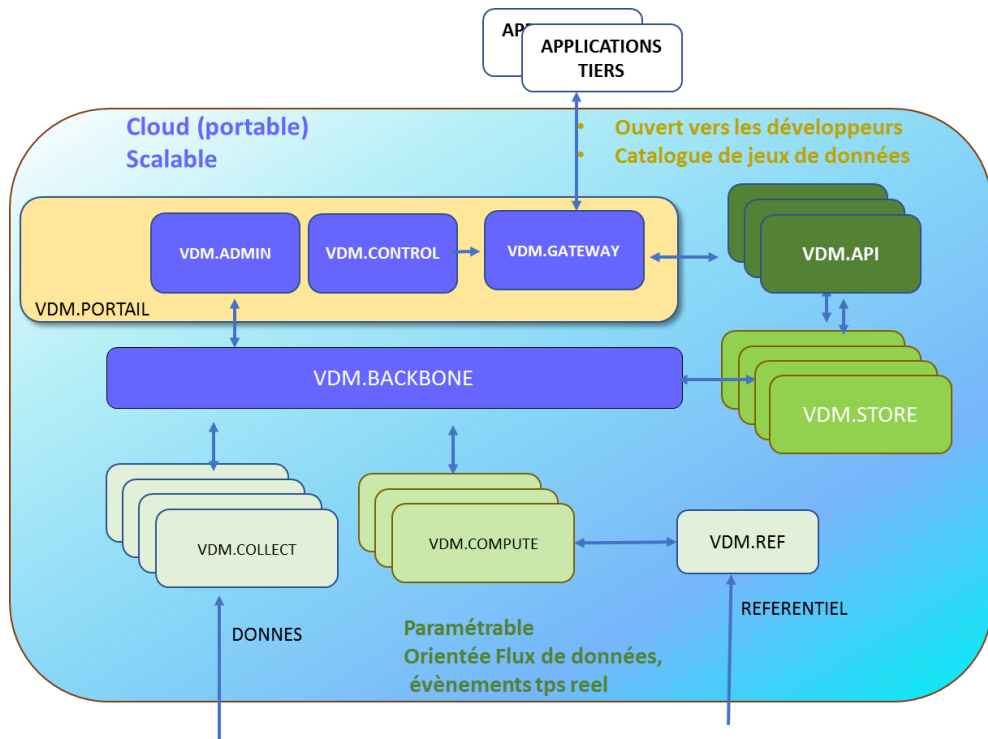 AP
APPLICATIONS
TIERS
Cloud (portable)
Scalable
• Ouvert vers les développeurs
• Catalogue de jeux de données
VDM.ADMIN
VDM.CONTROL
VDM.GATEWAY
VDM.API
VDM.PORTAIL
VDM.BACKBONE
VDM.STORE
VDM.COLLECT
VDM.COMPUTE
VDM.REF
DONNES
REFERENTIEL
Paramétrable
Orientée Flux de données,
évènements tps reel